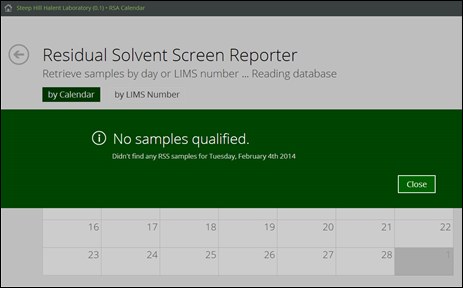 Steep Hill Halent Laboratory (0.1) • RSA Calendar
Residual Solvent Screen Reporter
Retrieve samples by day or LIMS number ... Reading database
by Calendar by LIMS Number
No samples qualified.
Didn't find any RSS samples for Tuesday, February 4th 2014
Close
16 17 18 19 20 21 22
23 24 25 26 27 28 1